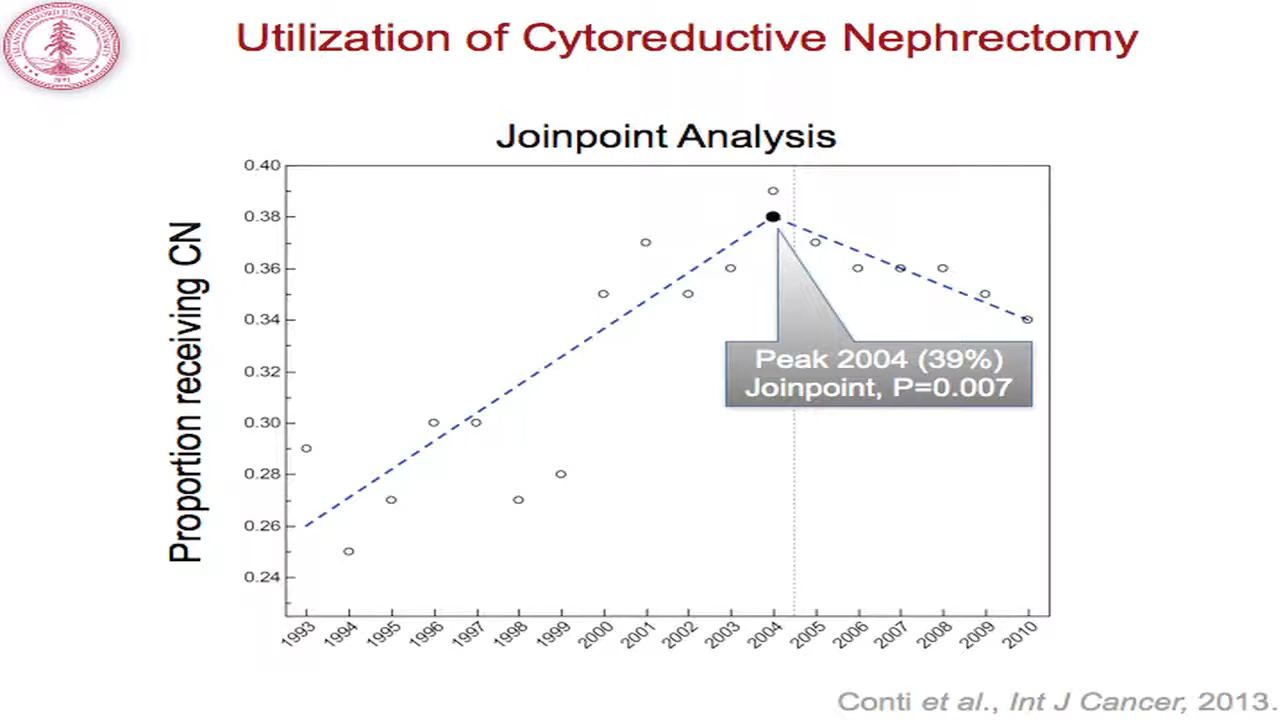 Utilization of Cytoreductive Nephrectomy
Joinpoint Analysis
Proportion receiving CN
0.40
0.38
0.36
0.34
0.32
0.30
0.28
0.26
0.24
Peak 2004 (39%)
Joinpoint, P=0.007
1993 1994 1995 1996 1997 1998 1999 2000 2001 2002 2003 2004 2005 2006 2007 2008 2009 2010
Conti et al., Int J Cancer, 2013.